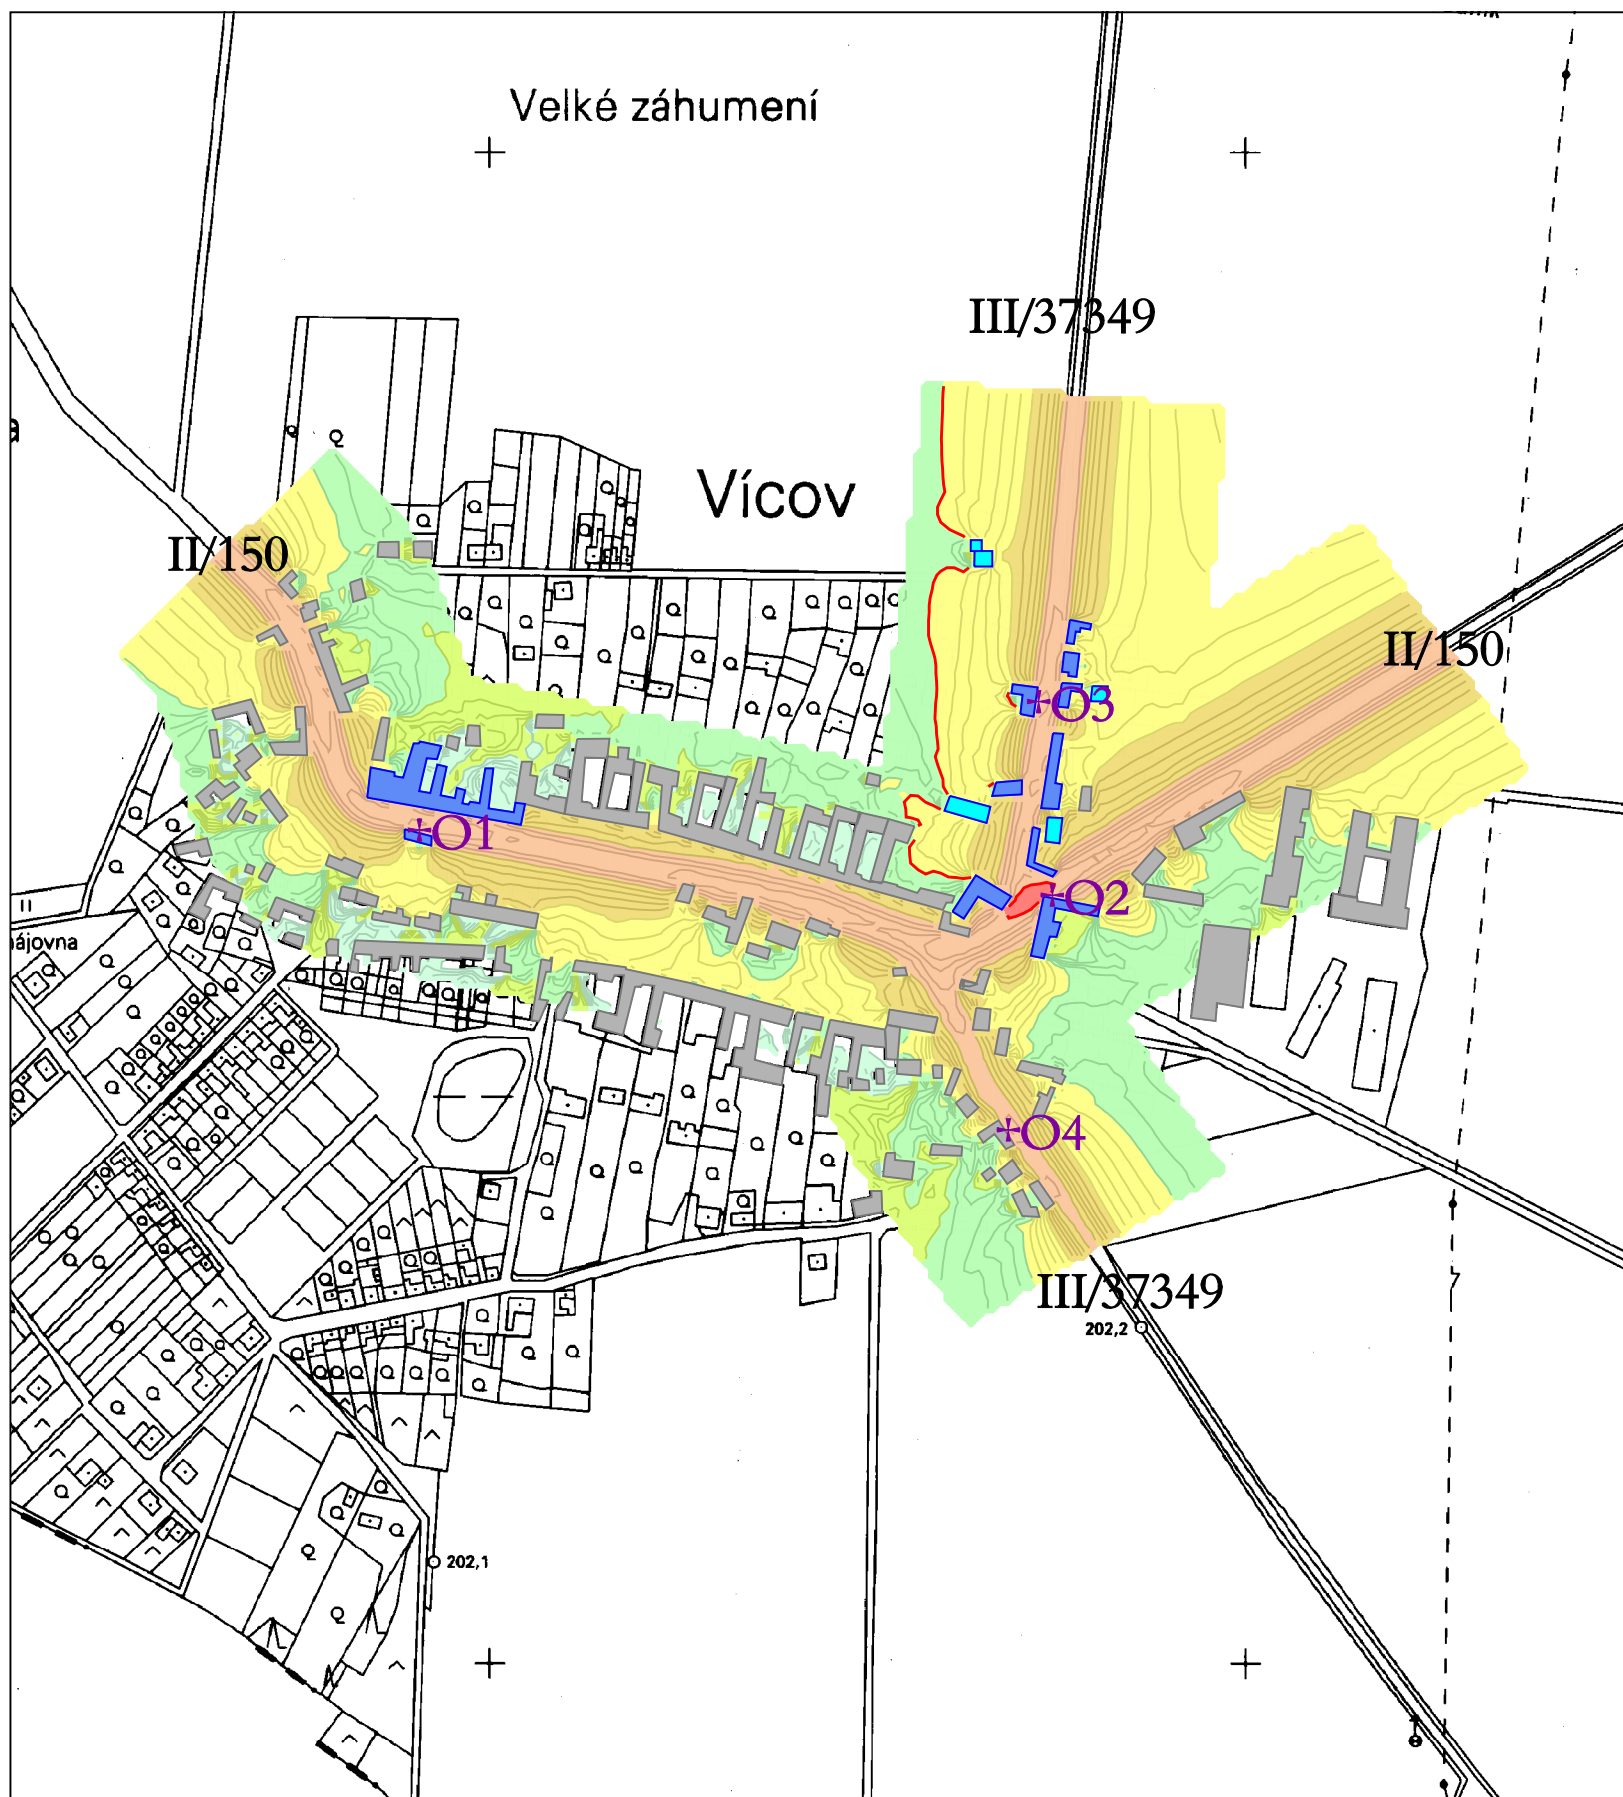 Velké záhumení
III/37349
Vícov
II/150
II/150
O3
O1
O2
ájovna
O4
III/37349
202,2
202,1